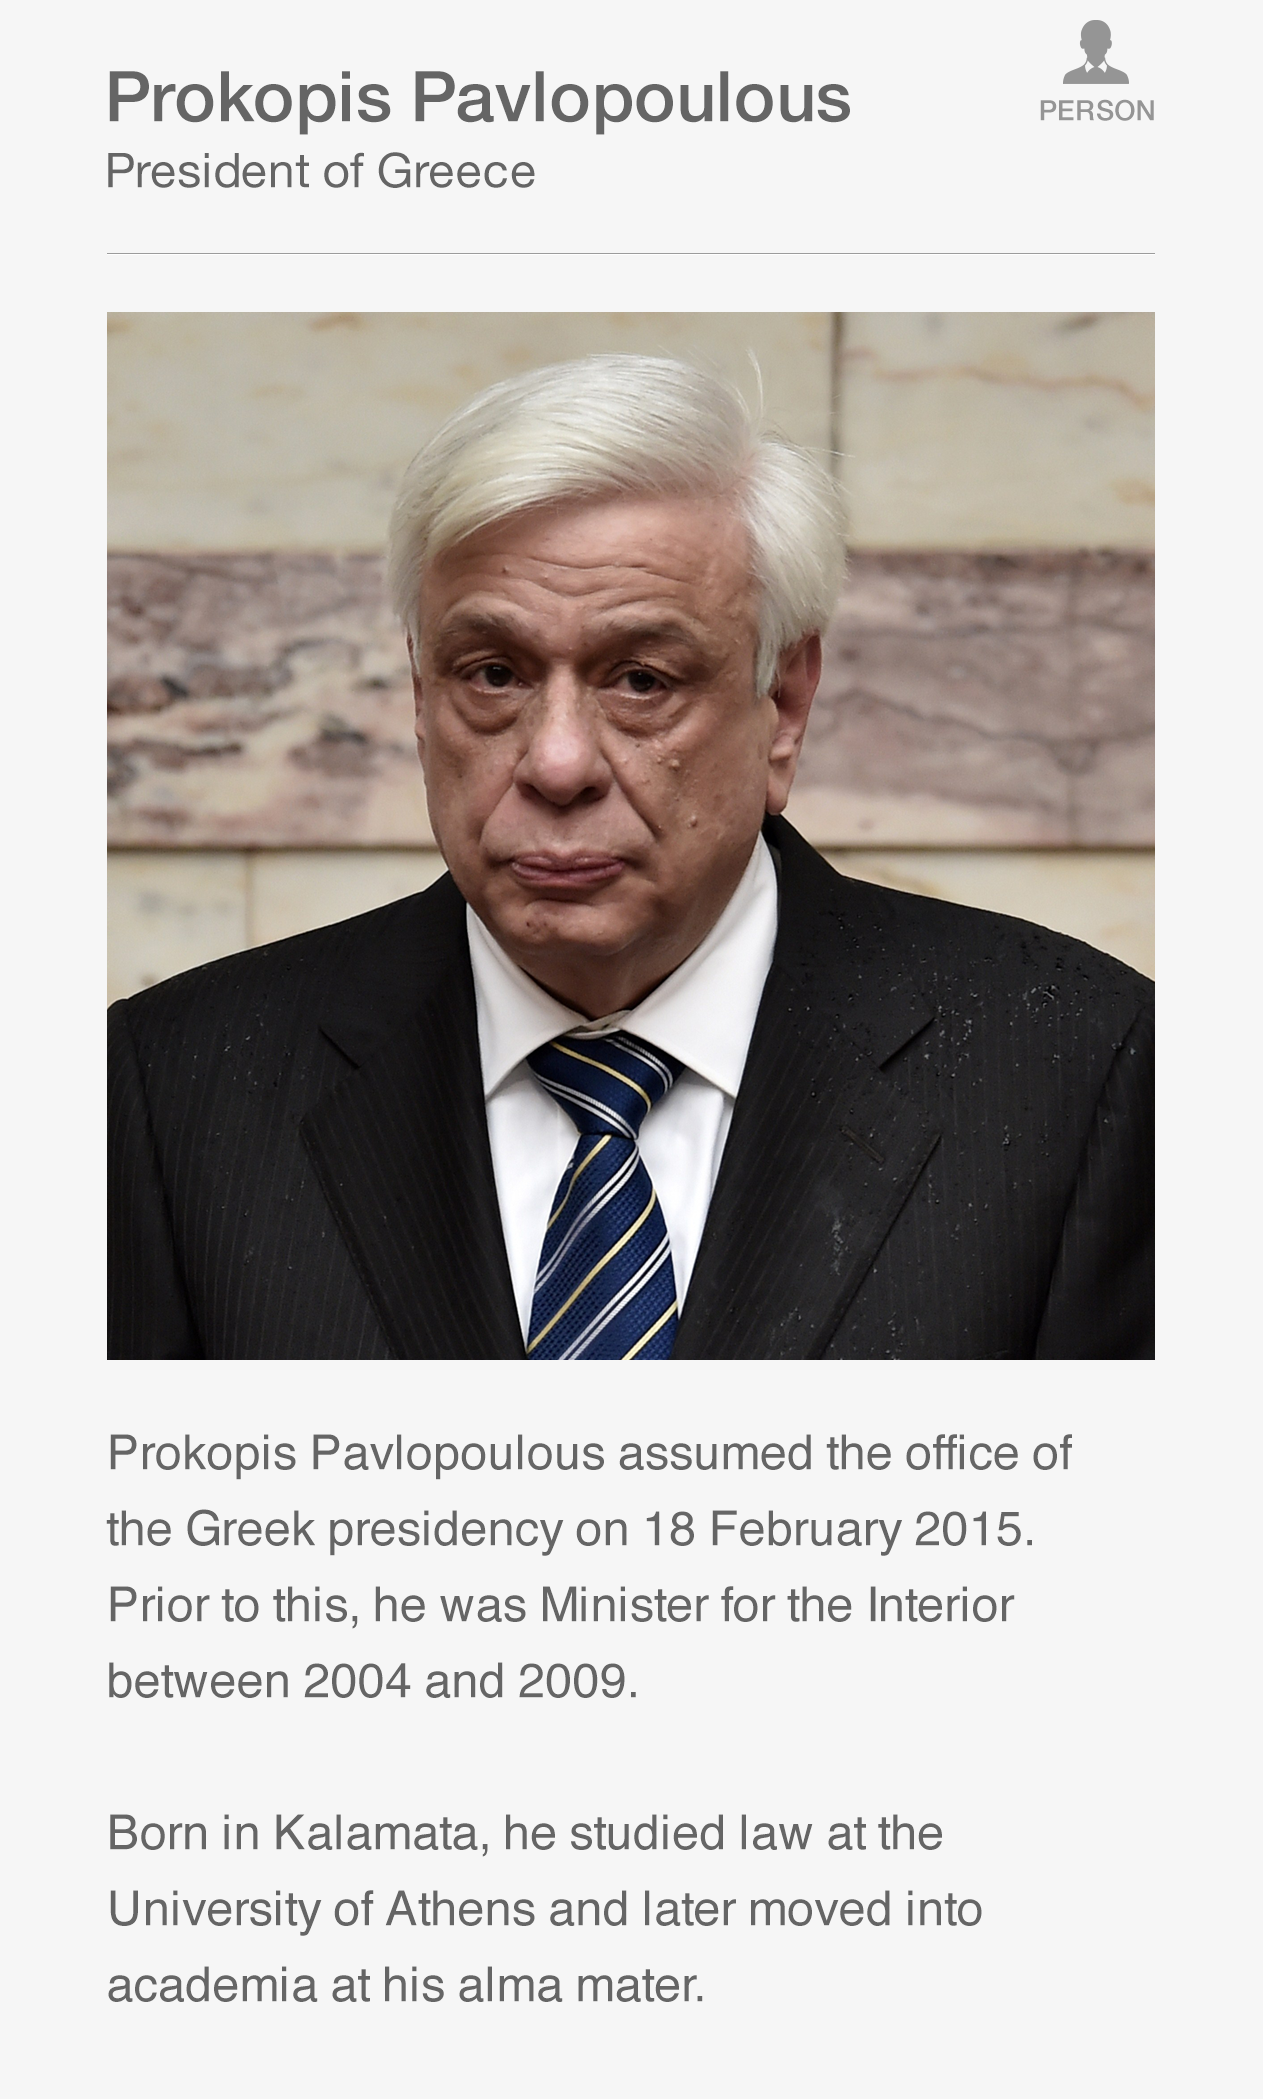 Prokopis Pavlopoulous
PERSON
President of Greece
Prokopis Pavlopoulous assumed the office of
the Greek presidency on 18 February 2015.
Prior to this, he was Minister for the Interior
between 2004 and 2009.
Born in Kalamata, he studied law at the
University of Athens and later moved into
academia at his alma mater.